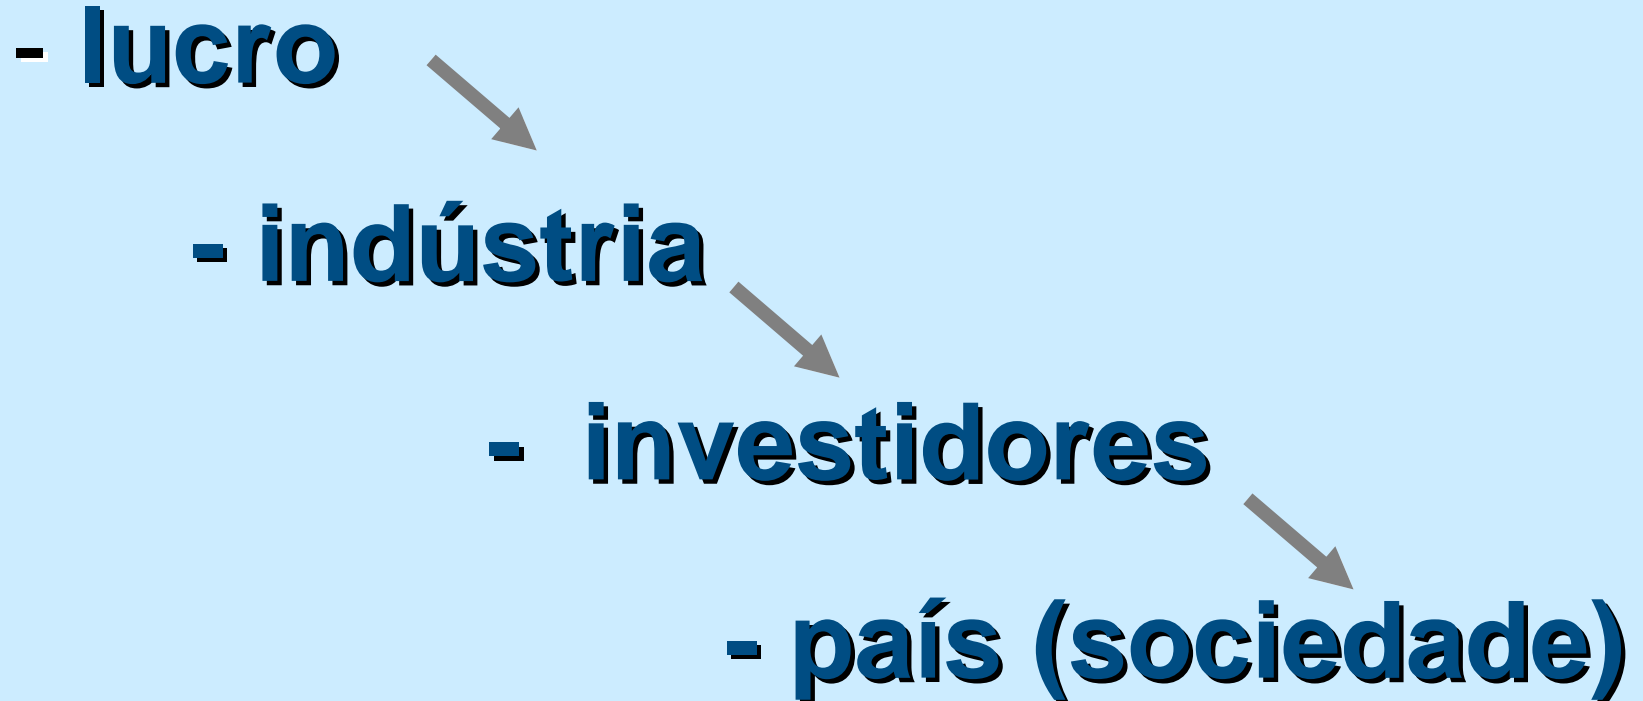 - lucro
- indústria
- investidores
- país (sociedade)